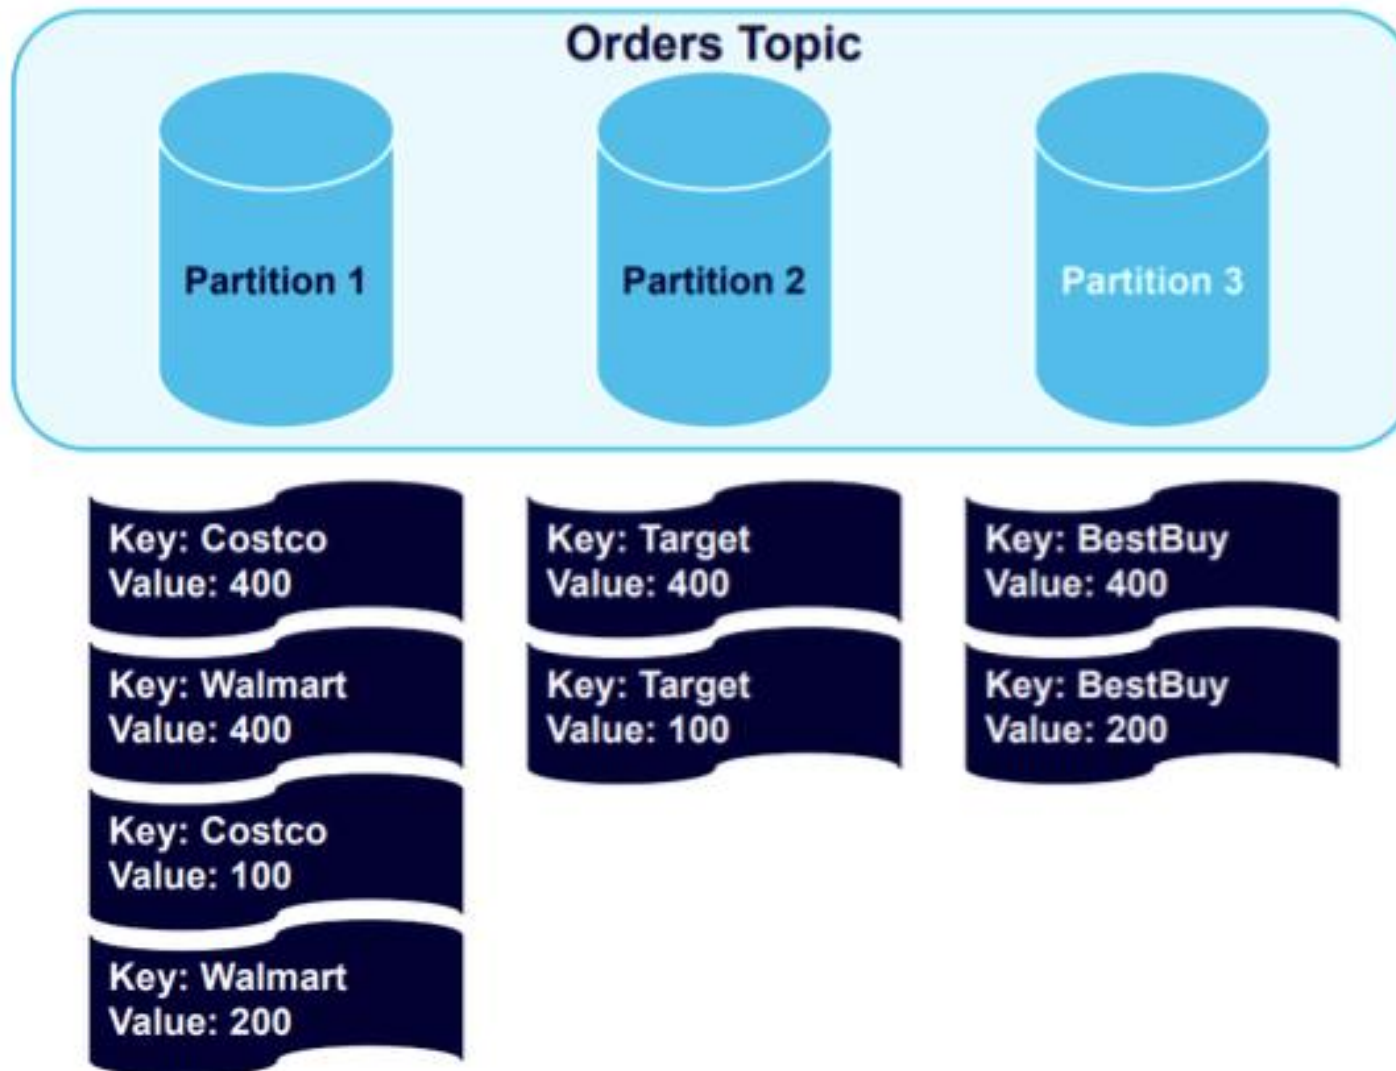 Orders Topic
Partition 1
Partition 2
Partition 3
Key: Costco
Value: 400
Key: Walmart
Value: 400
Key: Costco
Value: 100
Key: Walmart
Value: 200
Key: Target
Value: 400
Key: Target
Value: 100
Key: BestBuy
Value: 400
Key: BestBuy
Value: 200